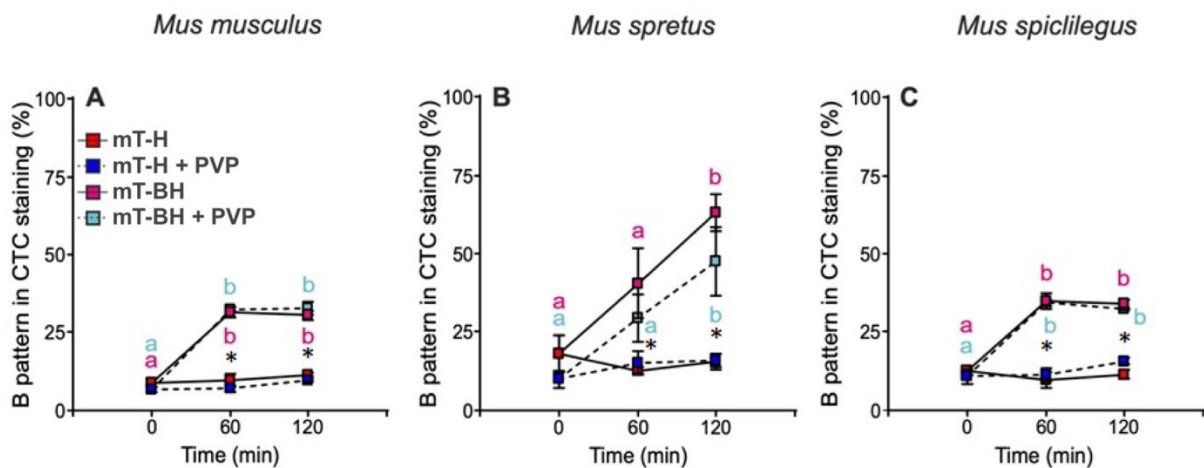 Mus musculus
Mus spretus
Mus spiclilegus
B pattern in CTC staining (%)
100
75
50
25
0
A
mT-H
mT-H + PVP
mT-BH
mT-BH + PVP
a
a
b
b
b
b
*
*
0
60
120
Time (min)
B pattern in CTC staining (%)
100
75
50
25
0
B
a
a
a
a
b
b
*
*
0
60
120
Time (min)
B pattern in CTC staining (%)
100
75
50
25
0
C
a
a
b
b
b
b
*
*
0
60
120
Time (min)